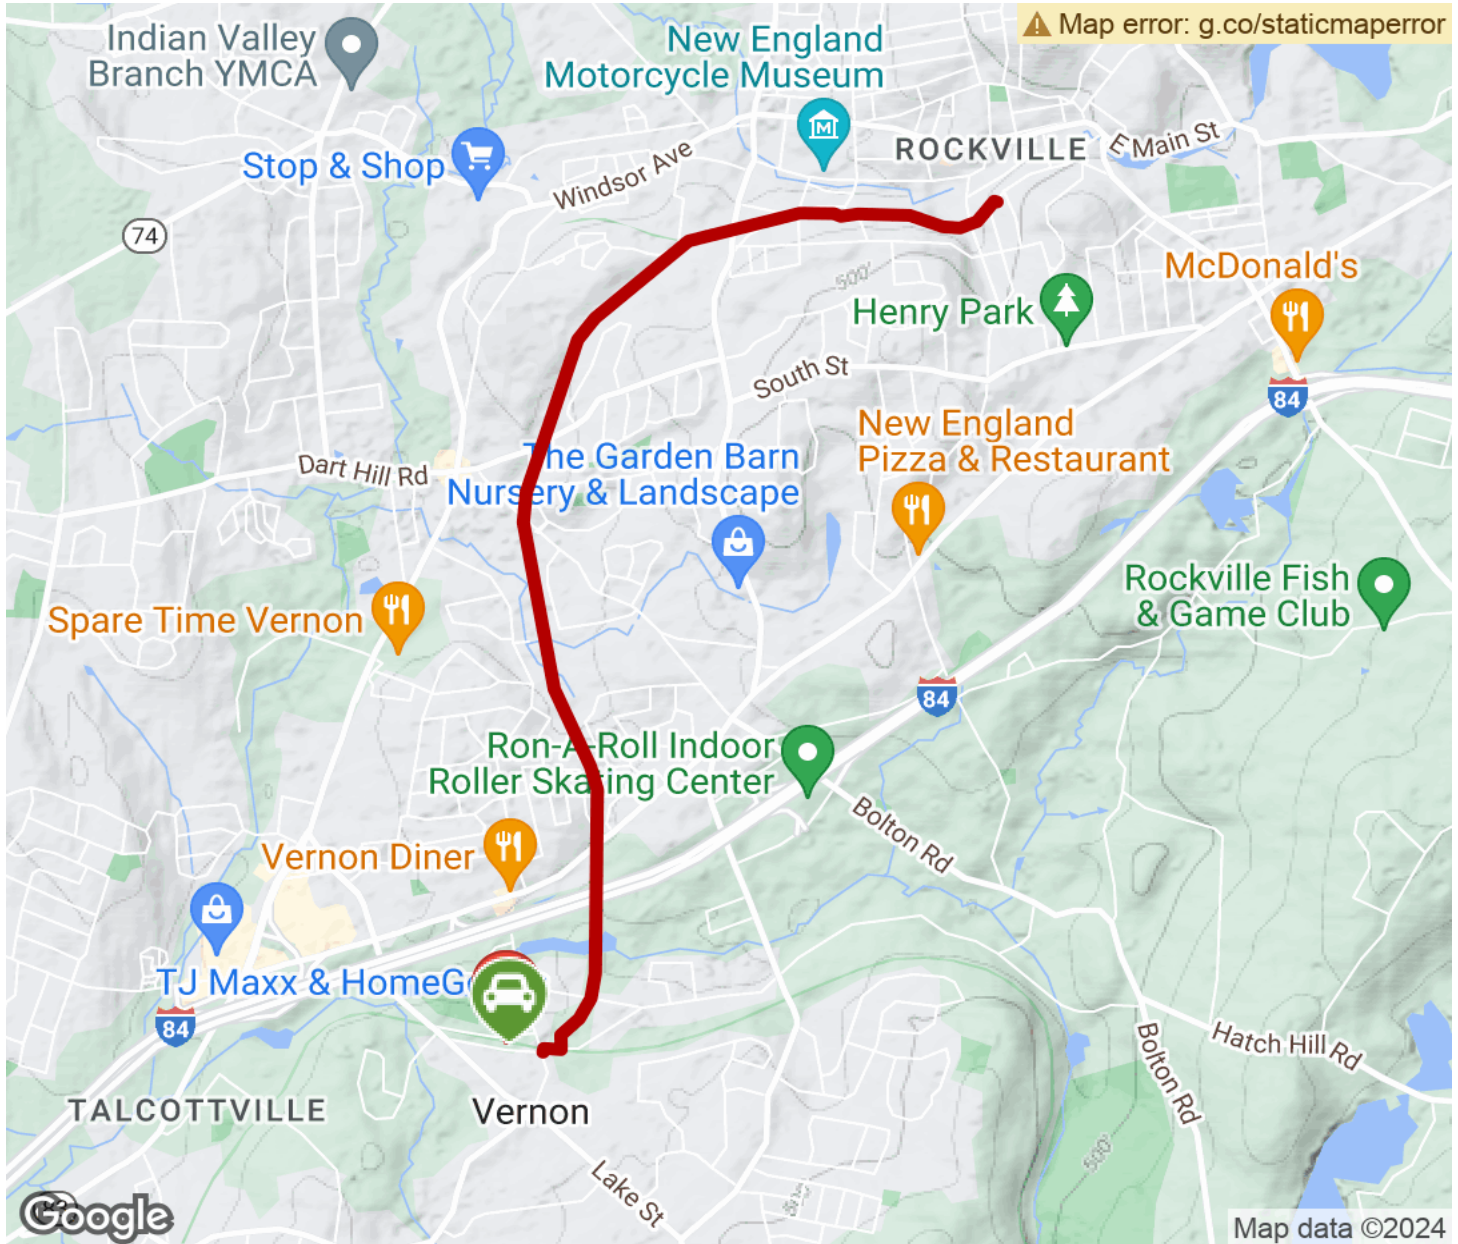 Map error: g.co/staticmaperror
Indian Valley
Branch YMCA
New England
Motorcycle Museum
ROCKVILLE
E Main St
Stop & Shop
Windsor Ave
74
McDonald's
500'
Henry Park
South St
84
New England
Pizza & Restaurant
Dart Hill Rd
The Garden Barn
Nursery & Landscape
Rockville Fish
& Game Club
Spare Time Vernon
84
Ron-A-Roll Indoor
Roller Skating Center
Bolton Rd
Vernon Diner
TJ Maxx & HomeG
84
Hatch Hill Rd
Bolton Rd
TALCOTTVILLE
Vernon
500'
Lake St
Google
Map data ©2024